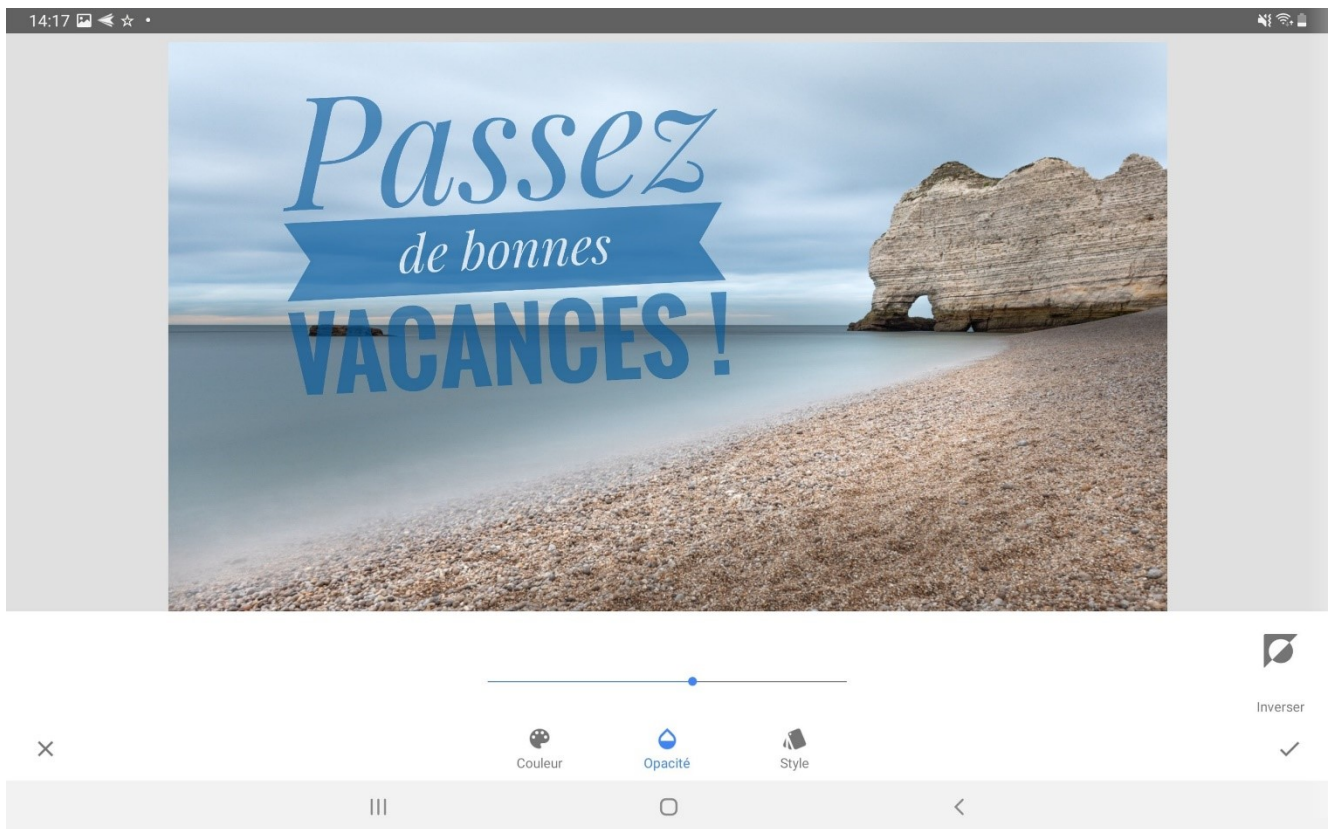 14:17
Passez
de bonnes
VACANCES !
Inverser
Couleur
Opacité
Style